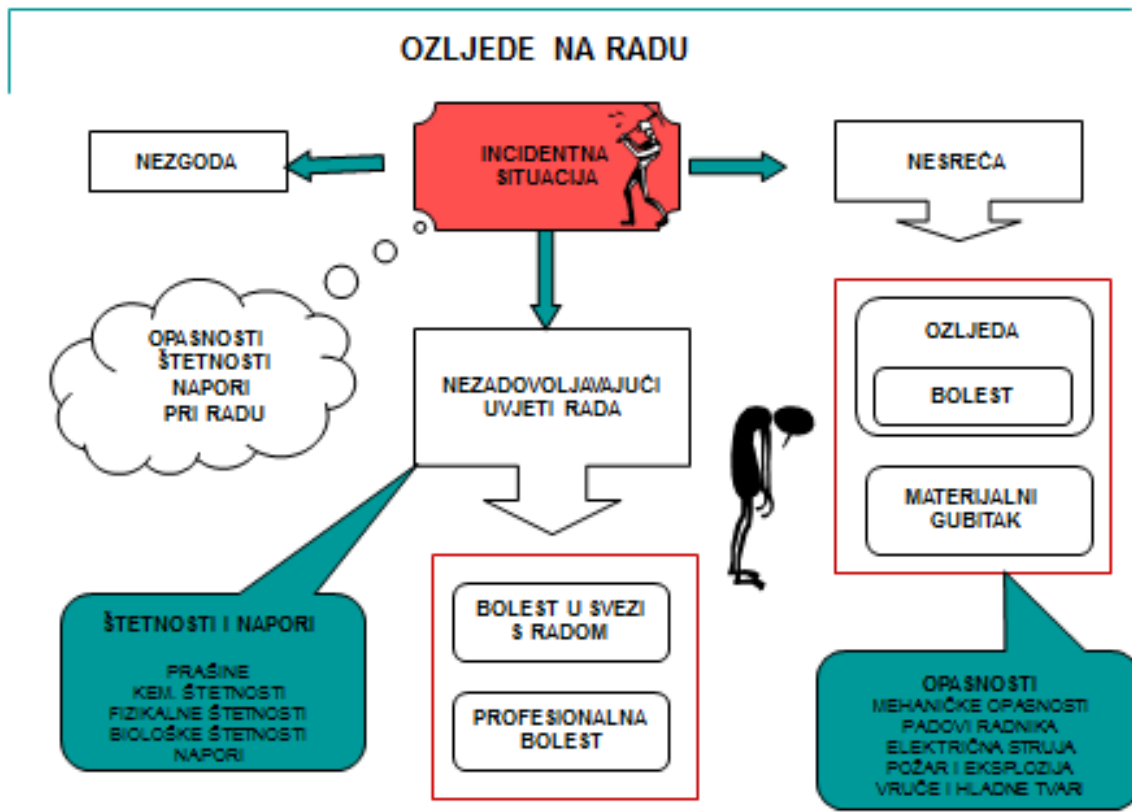 OZLJEDE NA RADU
NEZGODA
INCIDENTNA
SITUACIJA
NESREĆA
OPASNOSTI
ŠTETNOSTI
NAPORI
PRI RADU
NEZADOVOLJAVAJUĆI
UVJETI RADA
OZLJEDA
BOLEST
MATERIJALNI
GUBITAK
ŠTETNOSTI I NAPORI
PRAŠINE
KEM. ŠTETNOSTI
FIZIKALNE ŠTETNOSTI
BIOLOŠKE ŠTETNOSTI
NAPORI
BOLEST U SVEZI
S RADOM
PROFESIONALNA
BOLEST
OPASNOSTI
MEHANIČKE OPASNOSTI
PADOVI RADNIKA
ELEKTRIČNA STRUJA
POŽAR I EKSPLOZIJA
VRUĆE I HLADNE TVARI